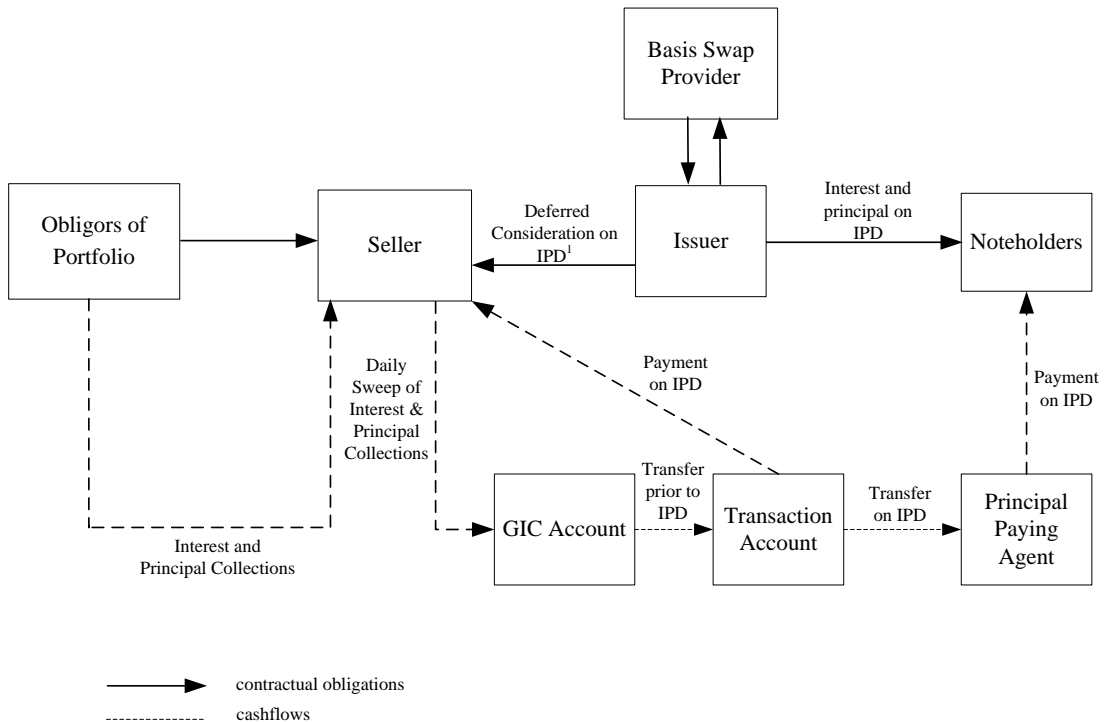 Basis Swap
Provider
Obligors of
Portfolio
Seller
Deferred
Consideration on
IPD¹
Issuer
Interest and
principal on
IPD
Noteholders
Daily
Sweep of
Interest &
Principal
Collections
Payment
on IPD
Payment
on IPD
Interest and
Principal Collections
GIC Account
Transfer
prior to
IPD
Transaction
Account
Transfer
on IPD
Principal
Paying
Agent
contractual obligations
cashflows